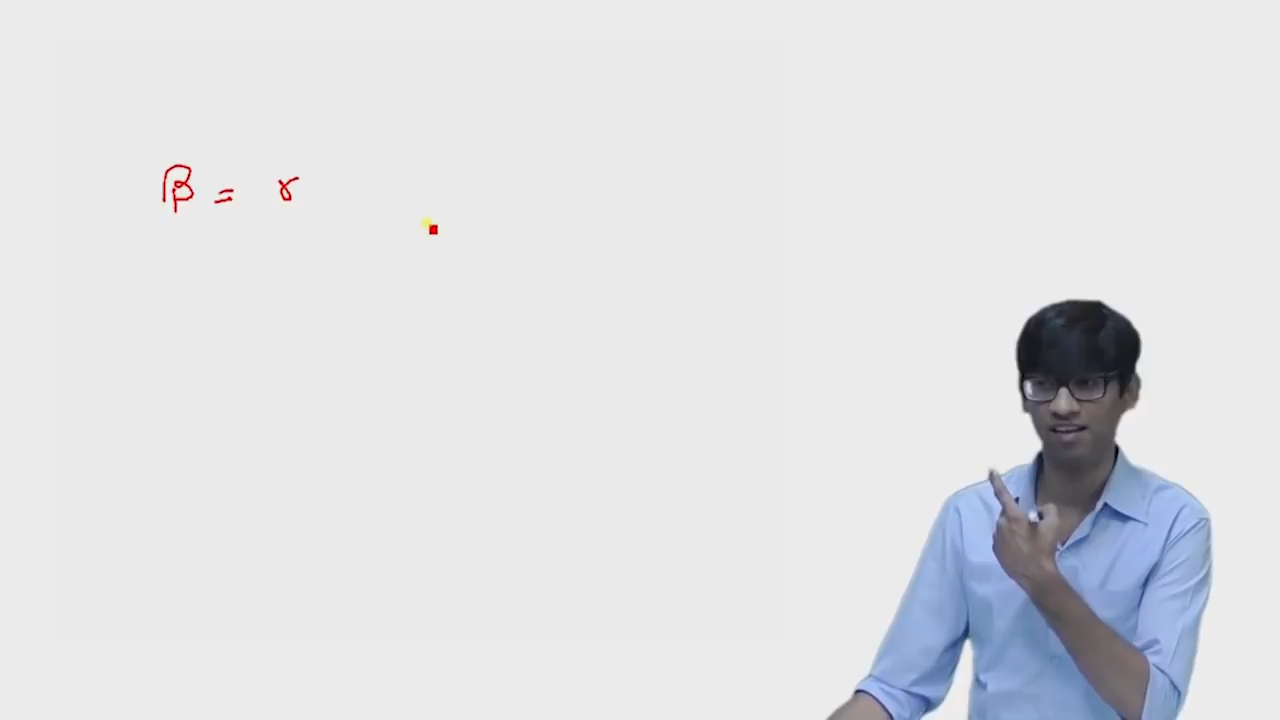 β = γ